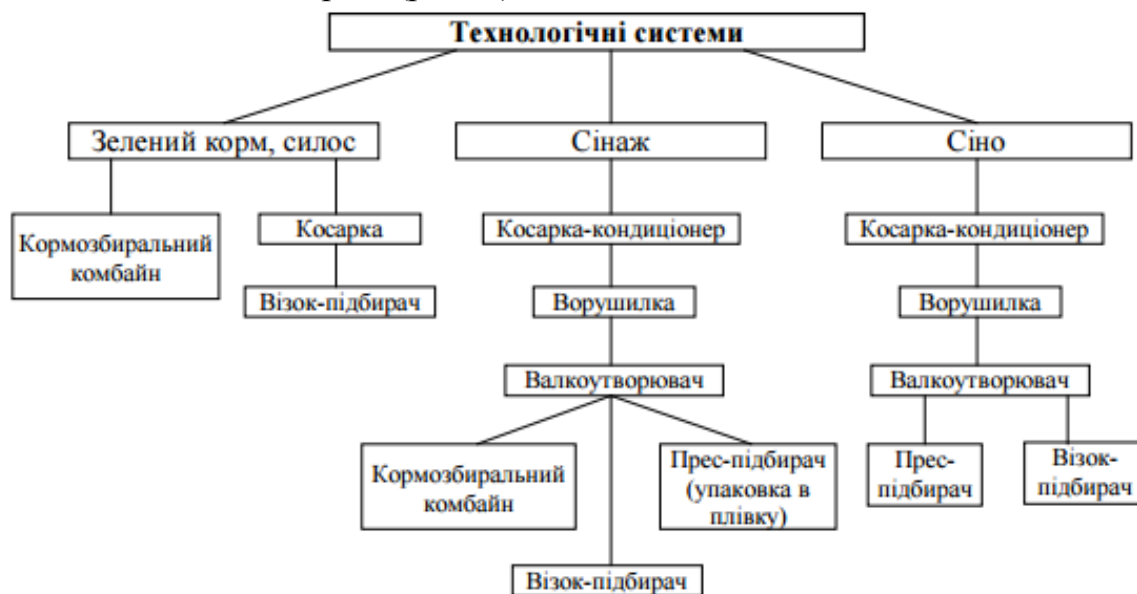 Технологічні системи
Зелений корм, силос
Сінаж
Сіно
Кормозбиральний
комбайн
Косарка
Косарка-кондиціонер
Косарка-кондиціонер
Візок-підбирач
Ворушилка
Ворушилка
Валкоутворювач
Валкоутворювач
Кормозбиральний
комбайн
Прес-підбирач
(упаковка в
плівку)
Прес-
підбирач
Візок-
підбирач
Візок-підбирач